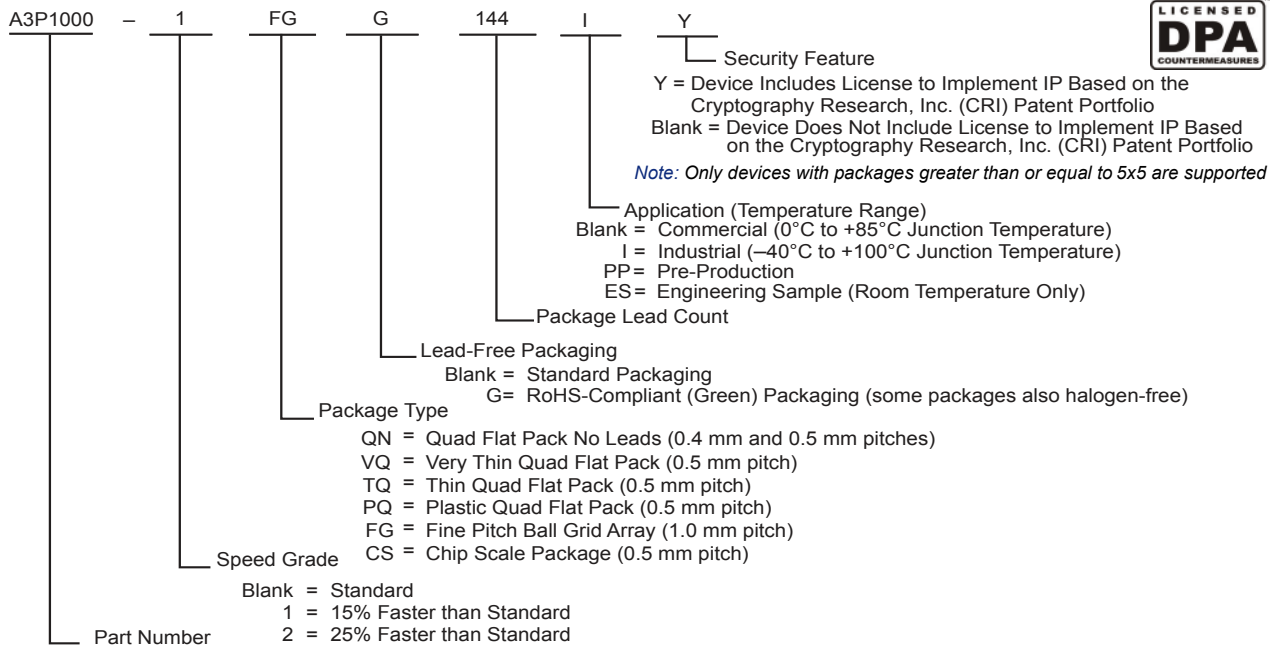 A3P1000 – 1 FG G 144 I Y
LICENSED
DPA
COUNTERMEASURES
Security Feature
Y = Device Includes License to Implement IP Based on the
Cryptography Research, Inc. (CRI) Patent Portfolio
Blank = Device Does Not Include License to Implement IP Based
on the Cryptography Research, Inc. (CRI) Patent Portfolio
Note: Only devices with packages greater than or equal to 5x5 are supported
Application (Temperature Range)
Blank = Commercial (0°C to +85°C Junction Temperature)
I = Industrial (–40°C to +100°C Junction Temperature)
PP= Pre-Production
ES= Engineering Sample (Room Temperature Only)
Package Lead Count
Lead-Free Packaging
Blank = Standard Packaging
G= RoHS-Compliant (Green) Packaging (some packages also halogen-free)
Package Type
QN = Quad Flat Pack No Leads (0.4 mm and 0.5 mm pitches)
VQ = Very Thin Quad Flat Pack (0.5 mm pitch)
TQ = Thin Quad Flat Pack (0.5 mm pitch)
PQ = Plastic Quad Flat Pack (0.5 mm pitch)
FG = Fine Pitch Ball Grid Array (1.0 mm pitch)
CS = Chip Scale Package (0.5 mm pitch)
Speed Grade
Blank = Standard
1 = 15% Faster than Standard
2 = 25% Faster than Standard
Part Number